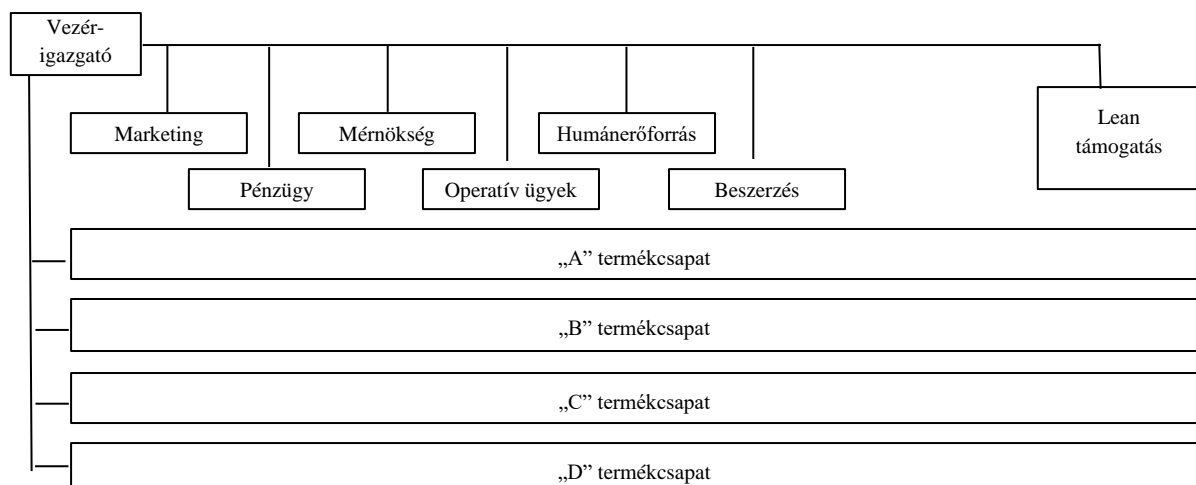 Vezér-
igazgató
Marketing
Mérnökség
Humánerőforrás
Lean
támogatás
Pénzügy
Operatív ügyek
Beszerzés
„A” termékcsapat
„B” termékcsapat
„C” termékcsapat
„D” termékcsapat